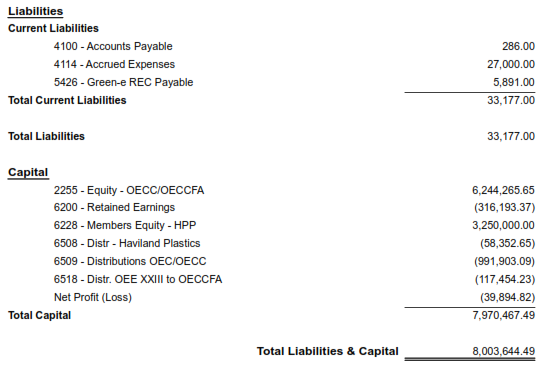 Liabilities
Current Liabilities
4100 - Accounts Payable 286.00
4114 - Accrued Expenses 27,000.00
5426 - Green-e REC Payable 5,891.00
Total Current Liabilities 33,177.00
Total Liabilities 33,177.00
Capital
2255 - Equity - OECC/OECCFA 6,244,265.65
6200 - Retained Earnings (316,193.37)
6228 - Members Equity - HPP 3,250,000.00
6508 - Distr - Haviland Plastics (58,352.65)
6509 - Distributions OEC/OECC (991,903.09)
6518 - Distr. OEE XXIII to OECCFA (117,454.23)
Net Profit (Loss) (39,894.82)
Total Capital 7,970,467.49
Total Liabilities & Capital 8,003,644.49